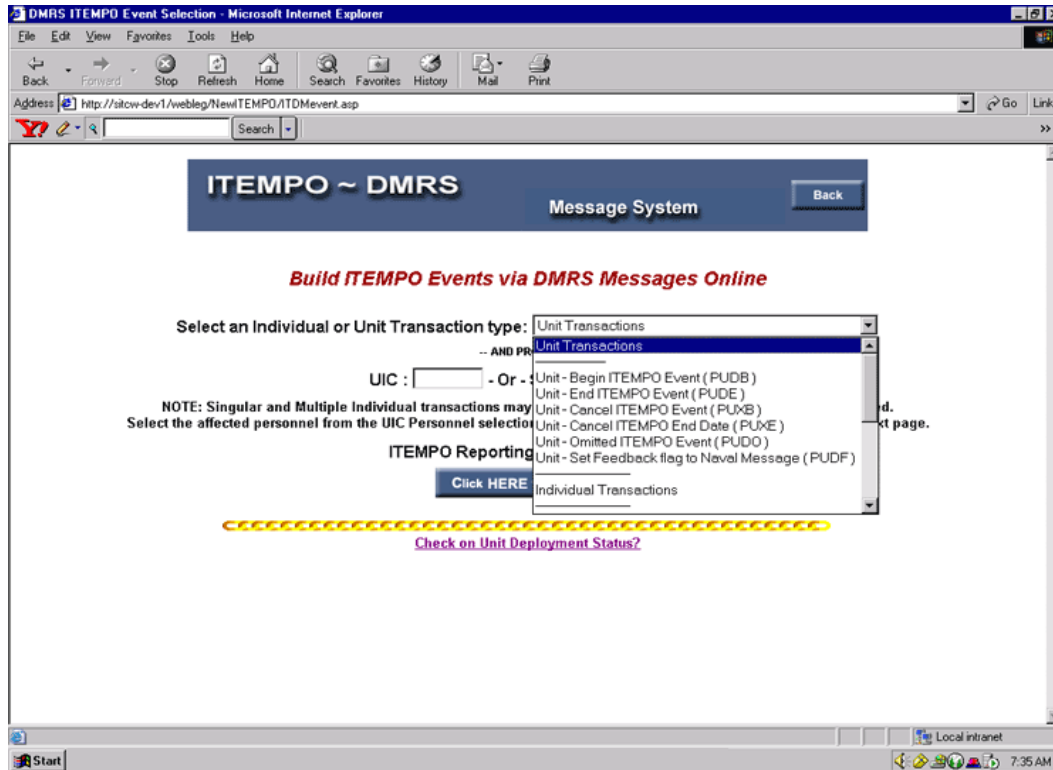 DMRS ITEMPO Event Selection - Microsoft Internet Explorer
File Edit View Favorites Tools Help
Back Forward Stop Refresh Home Search Favorites History Mail Print
Address http://sitcw-dev1/webleg/NewITEMPO/ITDMevent.asp Go Link
Y! Search »
ITEMPO ~ DMRS
Message System
Back
Build ITEMPO Events via DMRS Messages Online
Select an Individual or Unit Transaction type: Unit Transactions
-- AND PR
Unit Transactions
UIC : - Or -
Unit - Begin ITEMPO Event ( PUDB )
Unit - End ITEMPO Event ( PUDE )
Unit - Cancel ITEMPO Event ( PUXB )
Unit - Cancel ITEMPO End Date ( PUXE )
Unit - Omitted ITEMPO Event ( PUDO )
Unit - Set Feedback flag to Naval Message ( PUDF )
Individual Transactions
NOTE: Singular and Multiple Individual transactions may d.
Select the affected personnel from the UIC Personnel selection xt page.
ITEMPO Reporting
Click HERE
Check on Unit Deployment Status?
Local intranet
Start 7:35 AM